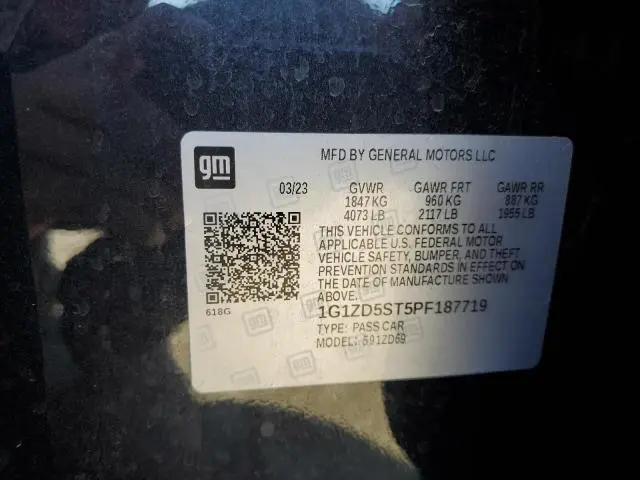 gm
MFD BY GENERAL MOTORS LLC
03/23 GVWR GAWR FRT GAWR RR
1847 KG 960 KG 887 KG
4073 LB 2117 LB 1955 LB
THIS VEHICLE CONFORMS TO ALL
APPLICABLE U.S. FEDERAL MOTOR
VEHICLE SAFETY, BUMPER, AND THEFT
PREVENTION STANDARDS IN EFFECT ON
THE DATE OF MANUFACTURE SHOWN
ABOVE.
618G
1G1ZD5ST5PF187719
TYPE: PASS CAR
MODEL: 691ZD69